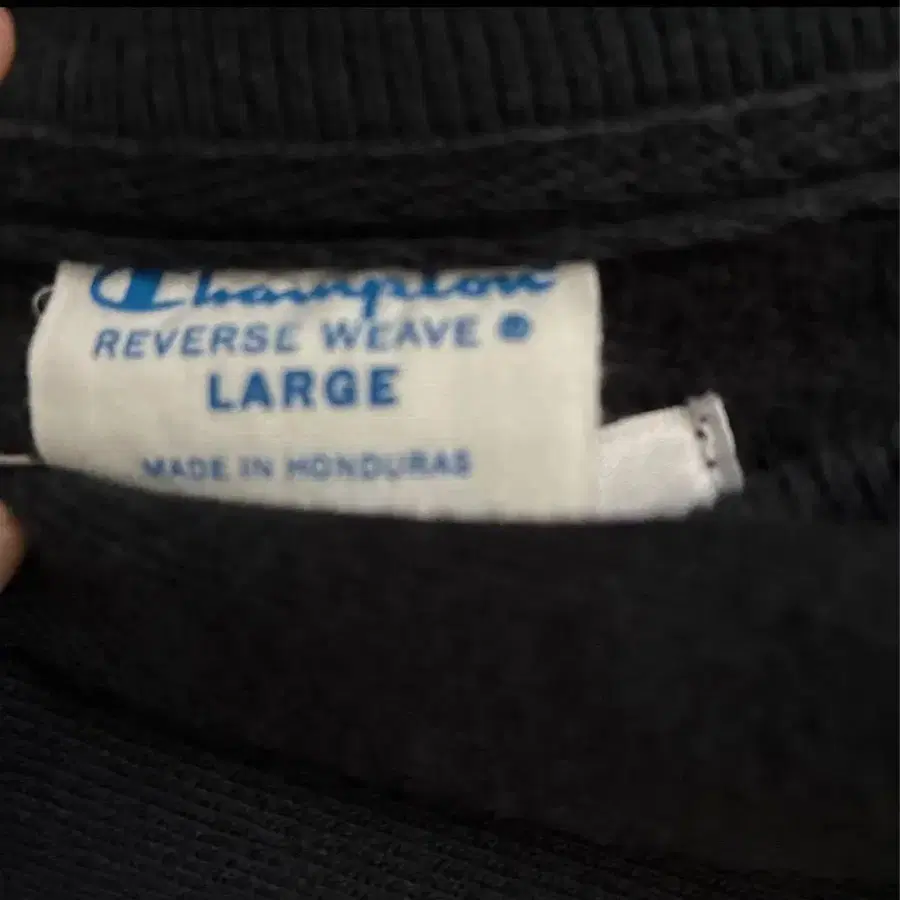 Champion
REVERSE WEAVE ®
LARGE
MADE IN HONDURAS